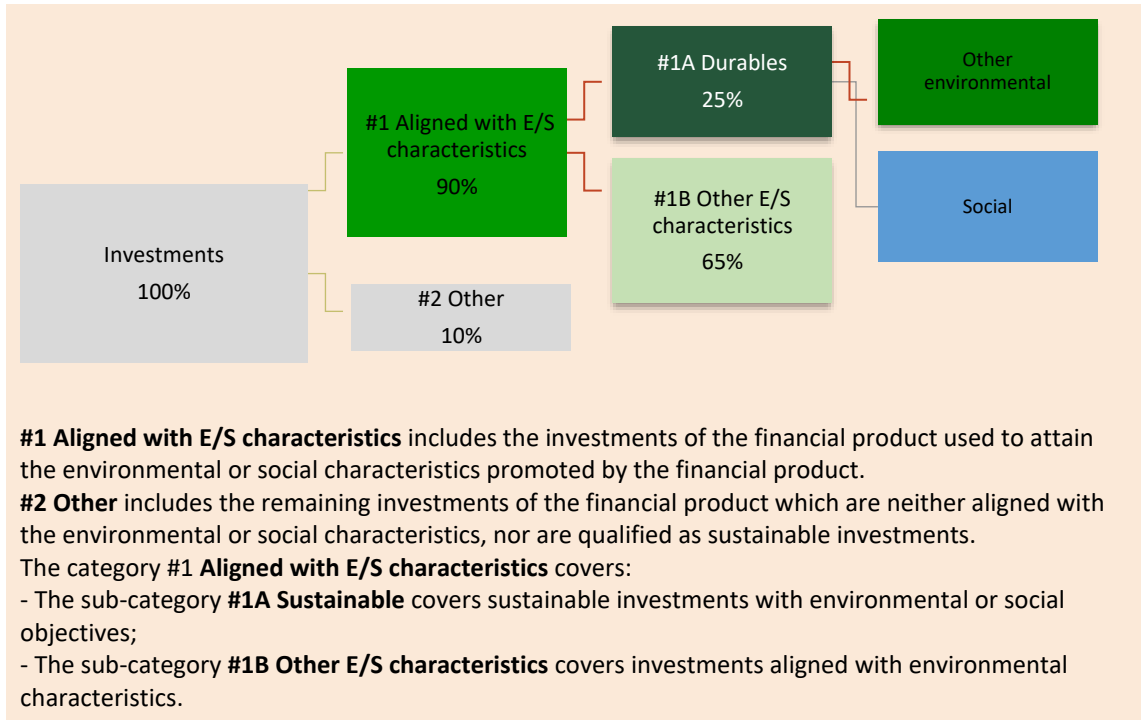 #1A Durables
25%
Other
environmental
#1 Aligned with E/S
characteristics
90%
#1B Other E/S
characteristics
65%
Social
Investments
100%
#2 Other
10%
#1 Aligned with E/S characteristics includes the investments of the financial product used to attain
the environmental or social characteristics promoted by the financial product.
#2 Other includes the remaining investments of the financial product which are neither aligned with
the environmental or social characteristics, nor are qualified as sustainable investments.
The category #1 Aligned with E/S characteristics covers:
- The sub-category #1A Sustainable covers sustainable investments with environmental or social
objectives;
- The sub-category #1B Other E/S characteristics covers investments aligned with environmental
characteristics.